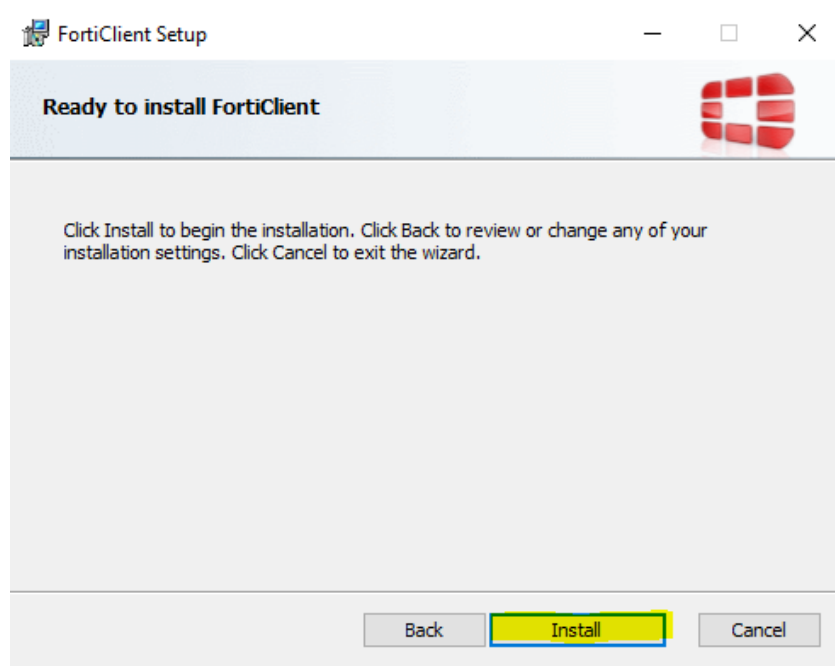 FortiClient Setup
Ready to install FortiClient
Click Install to begin the installation. Click Back to review or change any of your
installation settings. Click Cancel to exit the wizard.
Back Install Cancel